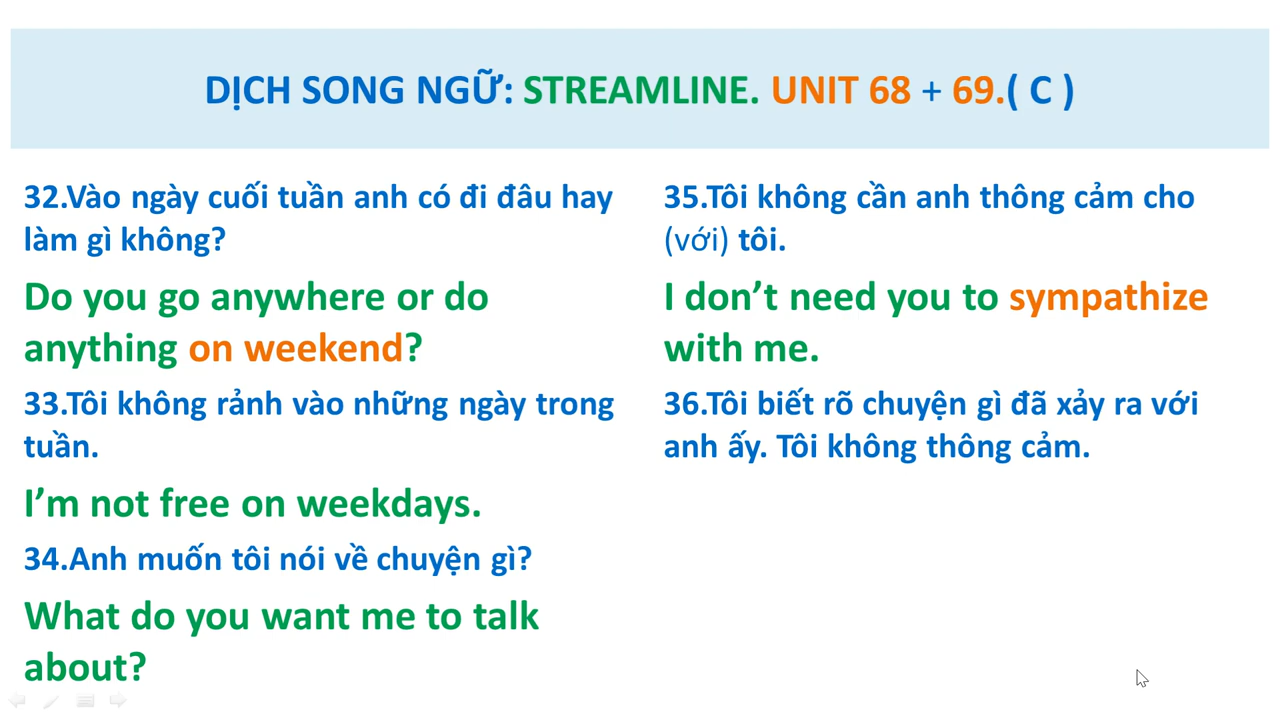 DỊCH SONG NGỮ: STREAMLINE. UNIT 68 + 69.( C )
32.Vào ngày cuối tuần anh có đi đâu hay
làm gì không?
Do you go anywhere or do
anything on weekend?
33.Tôi không rảnh vào những ngày trong
tuần.
I’m not free on weekdays.
34.Anh muốn tôi nói về chuyện gì?
What do you want me to talk
about?
35.Tôi không cần anh thông cảm cho
(với) tôi.
I don’t need you to sympathize
with me.
36.Tôi biết rõ chuyện gì đã xảy ra với
anh ấy. Tôi không thông cảm.